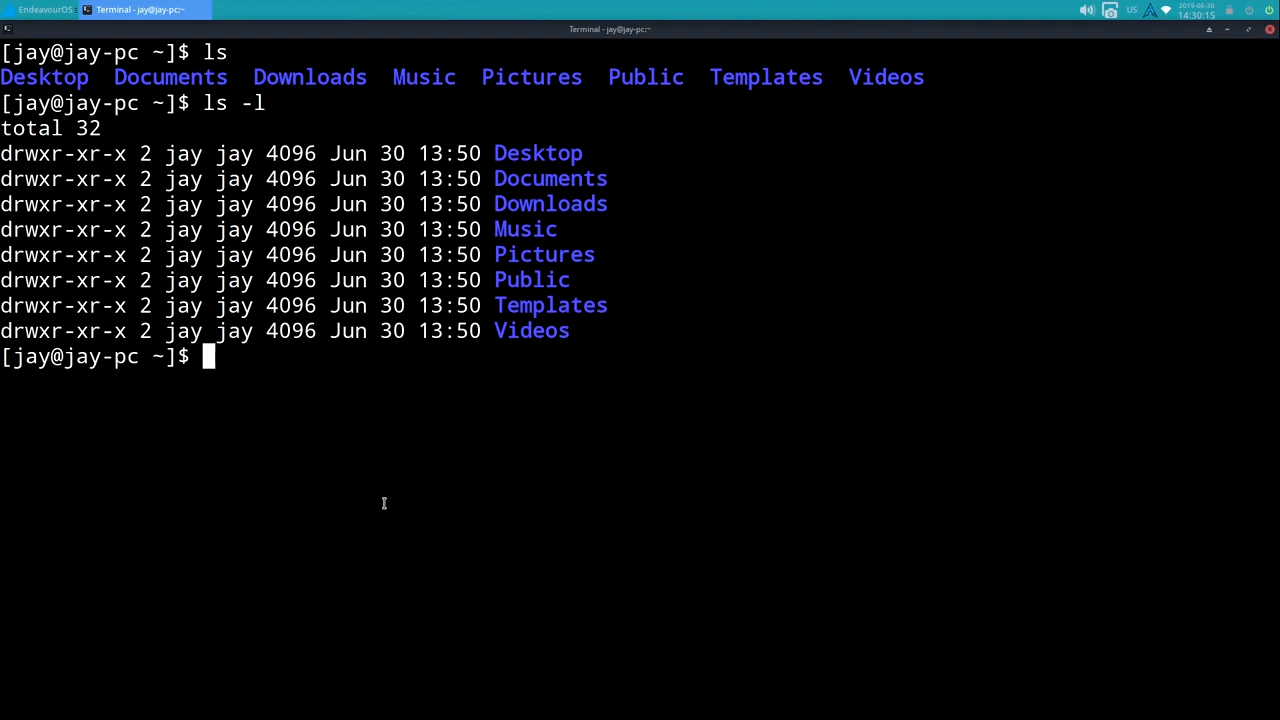 EndeavourOS Terminal - jay@jay-pc:~ US 2019-06-30
14:30:15
Terminal - jay@jay-pc:~
[jay@jay-pc ~]$ ls
Desktop Documents Downloads Music Pictures Public Templates Videos
[jay@jay-pc ~]$ ls -l
total 32
drwxr-xr-x 2 jay jay 4096 Jun 30 13:50 Desktop
drwxr-xr-x 2 jay jay 4096 Jun 30 13:50 Documents
drwxr-xr-x 2 jay jay 4096 Jun 30 13:50 Downloads
drwxr-xr-x 2 jay jay 4096 Jun 30 13:50 Music
drwxr-xr-x 2 jay jay 4096 Jun 30 13:50 Pictures
drwxr-xr-x 2 jay jay 4096 Jun 30 13:50 Public
drwxr-xr-x 2 jay jay 4096 Jun 30 13:50 Templates
drwxr-xr-x 2 jay jay 4096 Jun 30 13:50 Videos
[jay@jay-pc ~]$